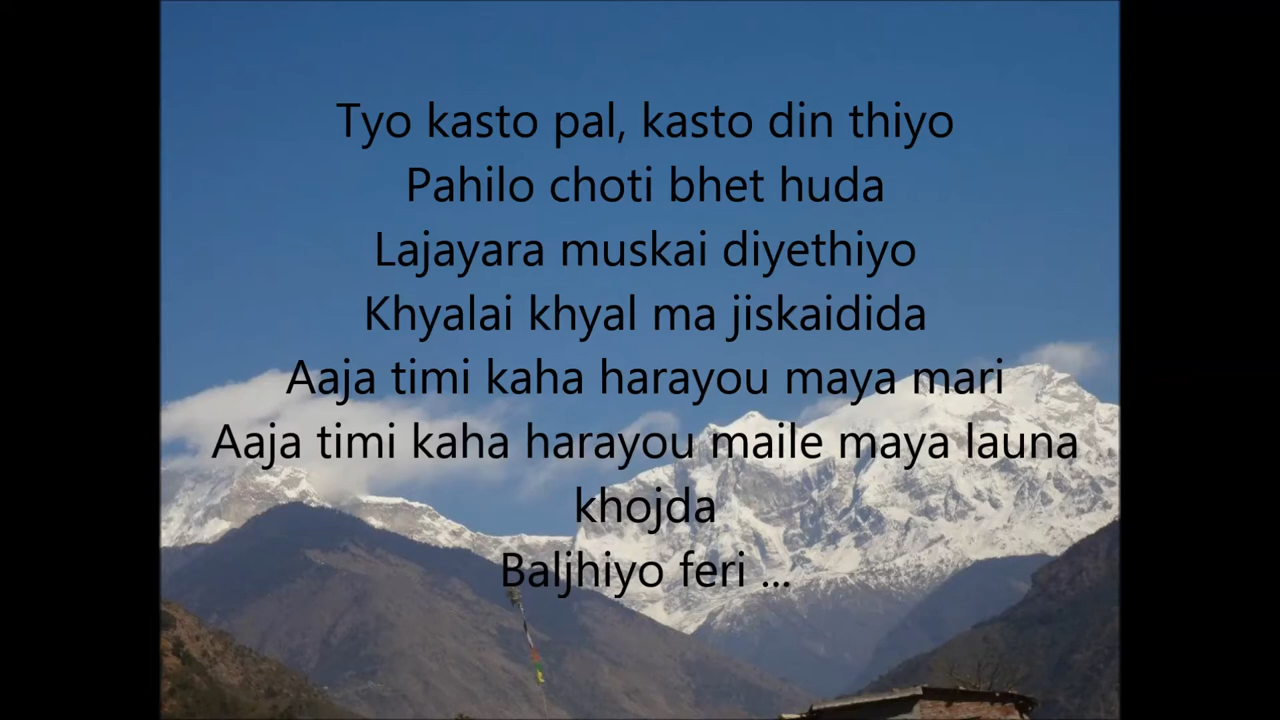 Tyo kasto pal, kasto din thiyo
Pahilo choti bhet huda
Lajayara muskai diyethiyo
Khyalai khyal ma jiskaidida
Aaja timi kaha harayou maya mari
Aaja timi kaha harayou maile maya launa
khojda
Baljhiyo feri ...